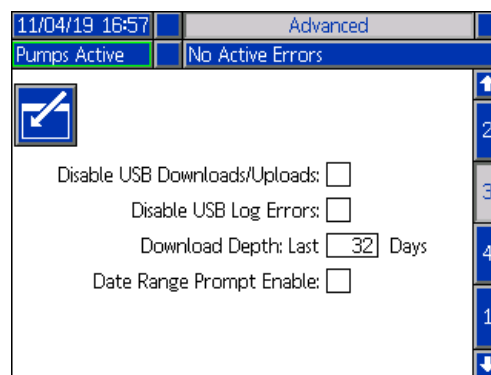 11/04/19 16:57 Advanced
Pumps Active No Active Errors
2
Disable USB Downloads/Uploads:
Disable USB Log Errors:
3
Download Depth: Last 32 Days
4
Date Range Prompt Enable:
1